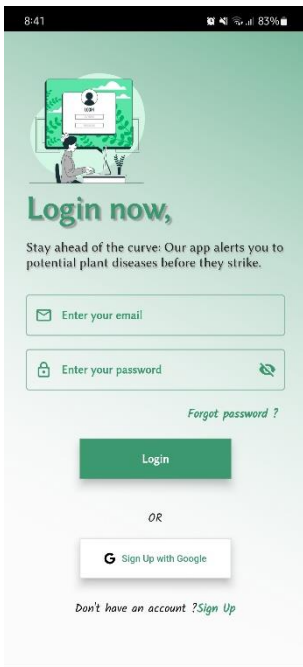 8:41
83%
LOGIN
Login now,
Stay ahead of the curve: Our app alerts you to
potential plant diseases before they strike.
Enter your email
Enter your password
Forgot password ?
Login
OR
G Sign Up with Google
Don't have an account ?Sign Up